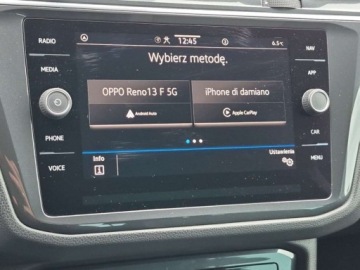 RADIO
12:45
6.5°C
NAV
Wybierz metodę.
MEDIA
APP
OPPO Reno13 F 5G
iPhone di damiano
Android Auto
Apple CarPlay
PHONE
CAR
Info
Ustawienia
VOICE
MENU